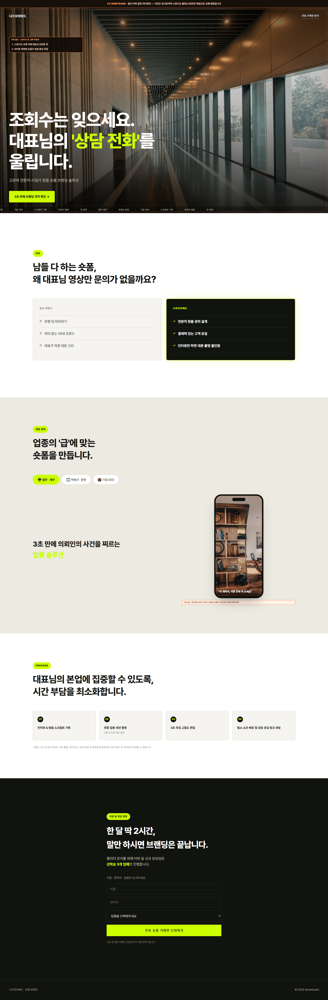 V2 WIREFRAME · 컬러·카피 압축 리터칭안 — 사진은 임시본이며 스튜디오 촬영/스마트폰 목업으로 교체 예정입니다
나우모아애드
무료 기획안 받기
자료 필요 · 스튜디오 톤, 살짝 어둡게
1. 스튜디오 조명 아래 대표님 인터뷰 컷
2. 아이폰 화면에 숏폼이 재생 중인 목업
조회수는 잊으세요.
대표님의 '상담 전화'를
울립니다.
고관여 전문직·사업가 맞춤 숏폼 브랜딩 솔루션
3초 만에 브랜딩 견적 확인 →
분양 · 기업 대표 · 스크립트 기획 · 원데이 촬영 · 컷 편집 · 법무·세무 · 부동산·분양 · 기업 대표 · 스크립트 기획 · 원데이 촬영 · 컷 편집 ·
비교
남들 다 하는 숏폼,
왜 대표님 영상만 문의가 없을까요?
일반 대행사
유행 밈 따라하기
의미 없는 10대 조회수
대표가 직접 대본 고민
나우모아애드
전문직 맞춤 권위 설계
결제력 있는 고객 유입
인터뷰만 하면 대본·촬영 올인원
전문 영역
업종의 '급'에 맞는
숏폼을 만듭니다.
법무 · 세무
부동산 · 분양
기업 CEO
3초 만에 의뢰인의 사건을 찌르는
법률 솔루션
"이 계약서, 서명 전에 꼭 보세요"
자료 필요 법무법인/세무사 대표가 촬영한 숏폼이 재생 중인 아이폰 목업 캡처
PROCESS
대표님의 본업에 집중할 수 있도록,
시간 부담을 최소화합니다.
01
인터뷰 & 맞춤 스크립트 기획
02
현장 집중 세션 촬영
기본 2시간 내외 세션
03
3초 후킹 고밀도 편집
04
릴스·쇼츠 배포 및 상담 유입 링크 세팅
* 촬영 시간 및 세션 회차는 계약 플랜, 제작 편수, 현장 환경 및 업종별 특성에 따라 상호 협의 후 유연하게 조정될 수 있습니다.
이번 달 마감 임박
한 달 딱 2시간,
말만 하시면 브랜딩은 끝납니다.
퀄리티 유지를 위해 이번 달 신규 온보딩은
선착순 3개 업체만 진행합니다.
이름 · 연락처 · 업종만 남겨주세요.
이름
연락처
업종을 선택해주세요
무료 숏폼 기획안 신청하기
신청 후 담당 브랜드 컨설턴트가 직접 연락드립니다.
나우모아애드 · 숏폼 브랜딩
© 2026 NowMoaAd